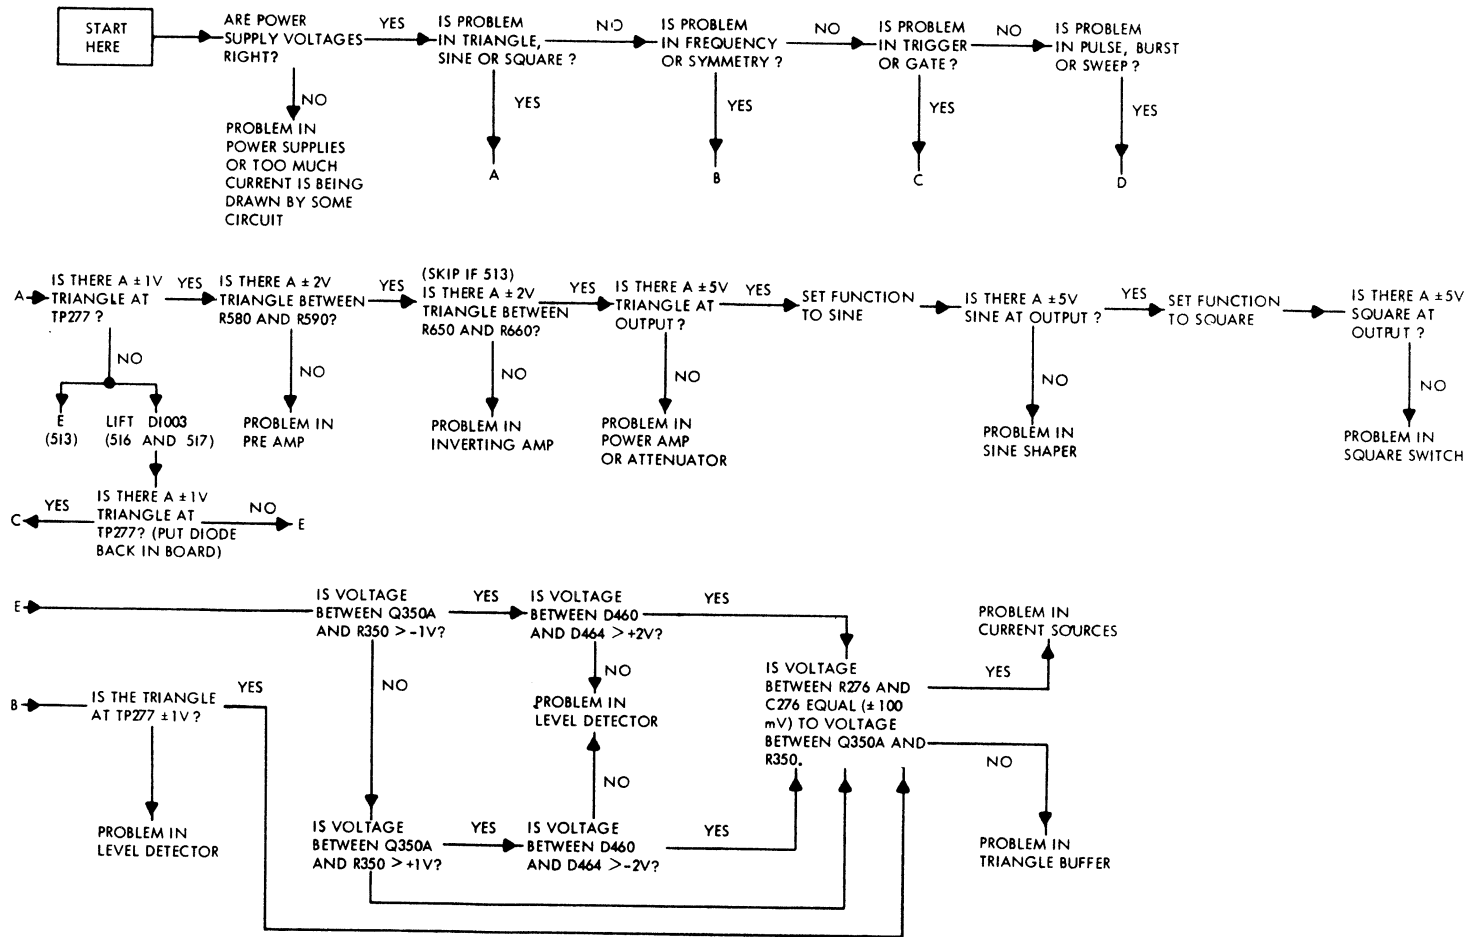 START
HERE
ARE POWER
SUPPLY VOLTAGES
RIGHT?
YES
IS PROBLEM
IN TRIANGLE,
SINE OR SQUARE ?
NO
IS PROBLEM
IN FREQUENCY
OR SYMMETRY ?
NO
IS PROBLEM
IN TRIGGER
OR GATE ?
NO
IS PROBLEM
IN PULSE, BURST
OR SWEEP ?
NO
YES
YES
YES
YES
PROBLEM IN
POWER SUPPLIES
OR TOO MUCH
CURRENT IS BEING
DRAWN BY SOME
CIRCUIT
A
B
C
D
A
IS THERE A ±1V
TRIANGLE AT
TP277 ?
YES
IS THERE A ±2V
TRIANGLE BETWEEN
R580 AND R590?
YES
(SKIP IF 513)
IS THERE A ±2V
TRIANGLE BETWEEN
R650 AND R660?
YES
IS THERE A ±5V
TRIANGLE AT
OUTPUT ?
YES
SET FUNCTION
TO SINE
IS THERE A ±5V
SINE AT OUTPUT ?
YES
SET FUNCTION
TO SQUARE
IS THERE A ±5V
SQUARE AT
OUTPUT ?
NO
NO
NO
NO
NO
NO
E
(513)
LIFT D1003
(516 AND 517)
PROBLEM IN
PRE AMP
PROBLEM IN
INVERTING AMP
PROBLEM IN
POWER AMP
OR ATTENUATOR
PROBLEM IN
SINE SHAPER
PROBLEM IN
SQUARE SWITCH
C
YES
IS THERE A ±1V
TRIANGLE AT
TP277? (PUT DIODE
BACK IN BOARD)
NO
E
E
IS VOLTAGE
BETWEEN Q350A
AND R350 >-1V?
YES
IS VOLTAGE
BETWEEN D460
AND D464 >+2V?
YES
PROBLEM IN
CURRENT SOURCES
NO
NO
IS VOLTAGE
BETWEEN R276 AND
C276 EQUAL (±100
mV) TO VOLTAGE
BETWEEN Q350A AND
R350.
YES
NO
B
IS THE TRIANGLE
AT TP277 ±1V?
YES
PROBLEM IN
LEVEL DETECTOR
NO
PROBLEM IN
LEVEL DETECTOR
IS VOLTAGE
BETWEEN Q350A
AND R350 >+1V?
YES
IS VOLTAGE
BETWEEN D460
AND D464 >-2V?
YES
PROBLEM IN
TRIANGLE BUFFER